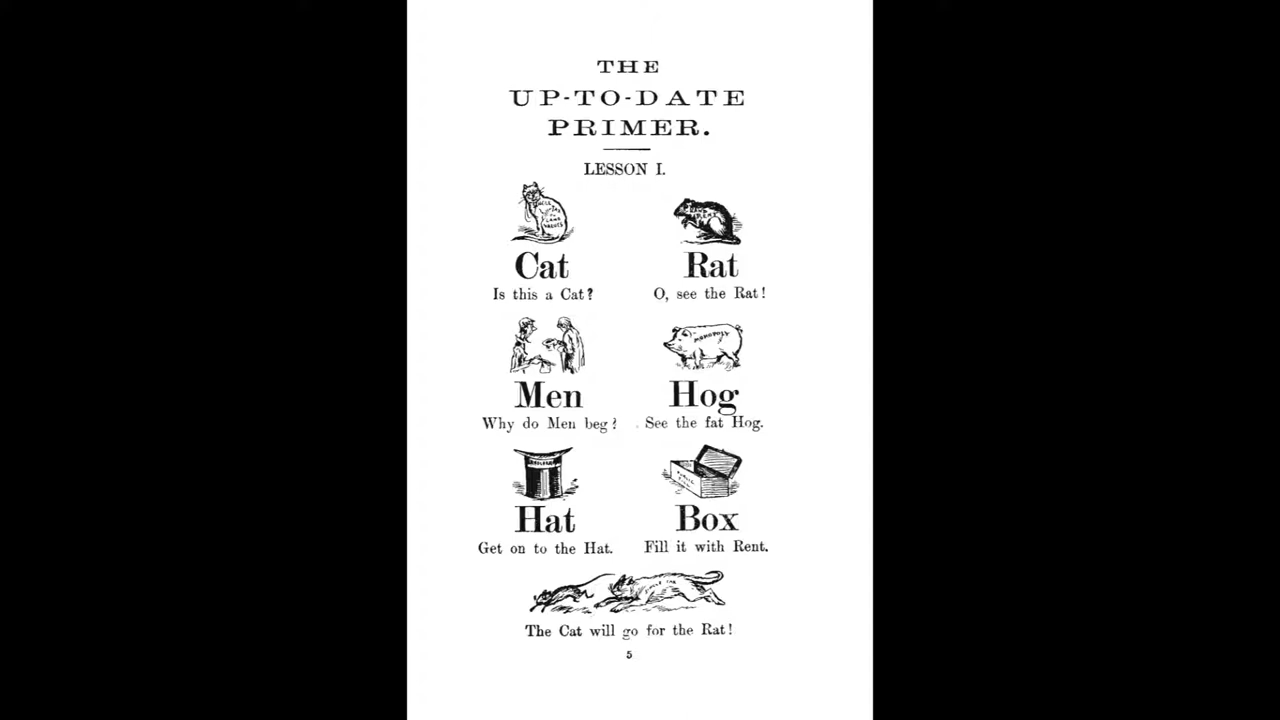 THE
UP-TO-DATE
PRIMER.
LESSON I.
Cat
Is this a Cat?
Rat
O, see the Rat!
Men
Why do Men beg?
MONOPOLY
Hog
See the fat Hog.
Hat
Get on to the Hat.
Box
Fill it with Rent.
The Cat will go for the Rat!
5